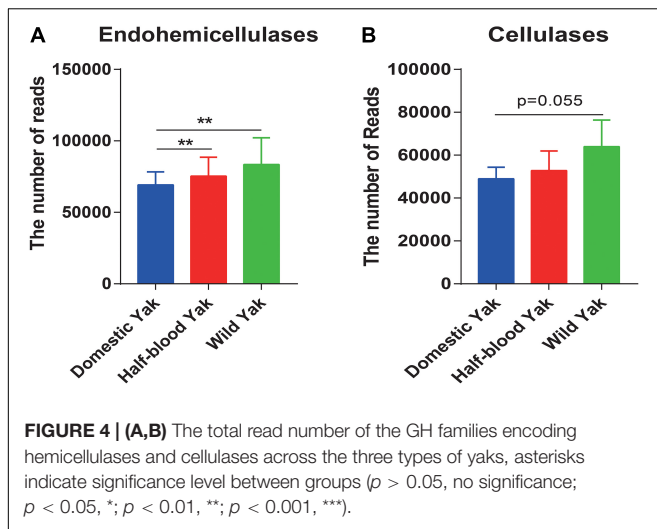 A
Endohemicellulases
The number of reads
150000
100000
50000
0
**
**
Domestic Yak
Half-blood Yak
Wild Yak
B
Cellulases
The number of Reads
100000
80000
60000
40000
20000
0
p=0.055
Domestic Yak
Half-blood Yak
Wild Yak
FIGURE 4 | (A,B) The total read number of the GH families encoding
hemicellulases and cellulases across the three types of yaks, asterisks
indicate significance level between groups (p > 0.05, no significance;
p < 0.05, *; p < 0.01, **; p < 0.001, ***).